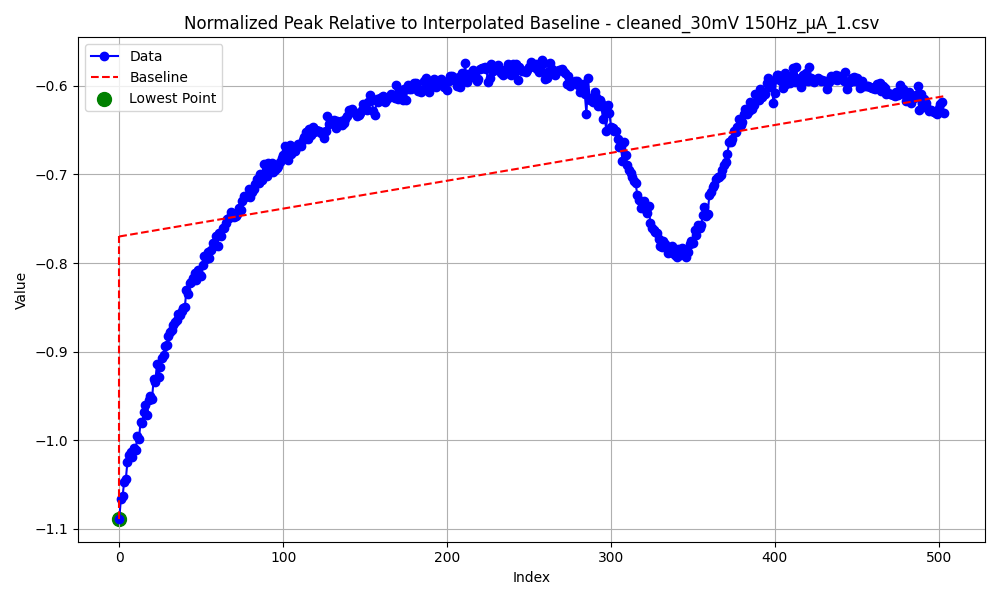 Normalized Peak Relative to Interpolated Baseline - cleaned_30mV 150Hz_μA_1.csv
Data
Baseline
Lowest Point
−0.6
−0.7
−0.8
−0.9
−1.0
−1.1
Value
0 100 200 300 400 500
Index